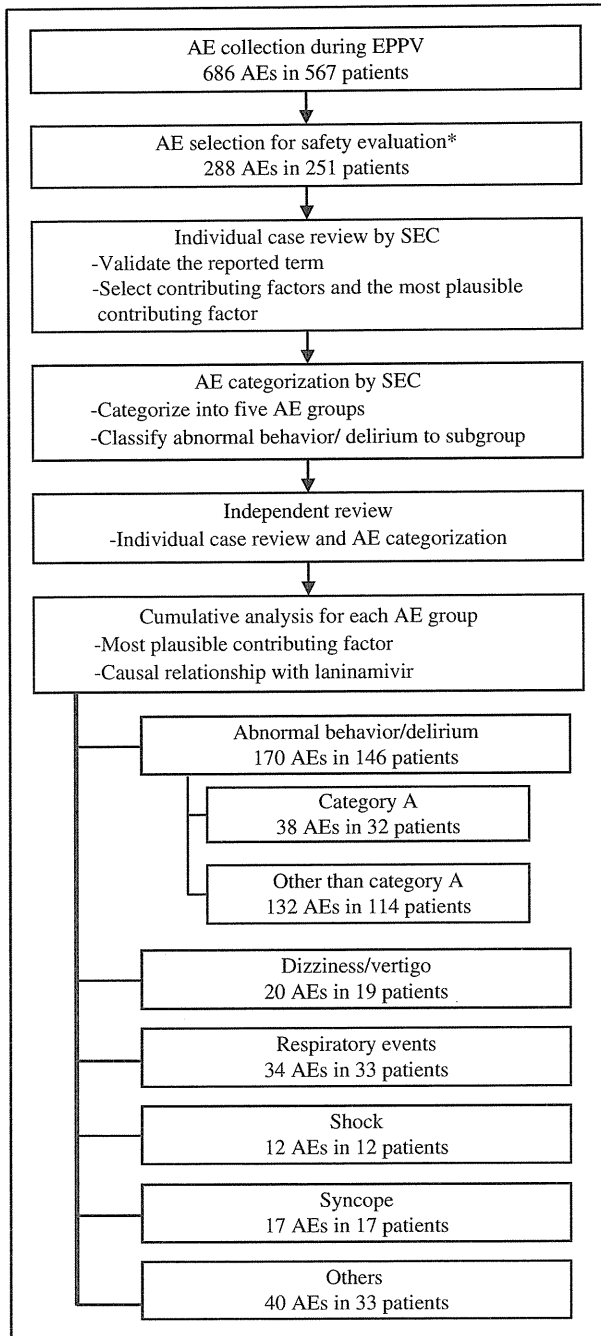 AE collection during EPPV
686 AEs in 567 patients
AE selection for safety evaluation*
288 AEs in 251 patients
Individual case review by SEC
-Validate the reported term
-Select contributing factors and the most plausible
contributing factor
AE categorization by SEC
-Categorize into five AE groups
-Classify abnormal behavior/ delirium to subgroup
Independent review
-Individual case review and AE categorization
Cumulative analysis for each AE group
-Most plausible contributing factor
-Causal relationship with laninamivir
Abnormal behavior/delirium
170 AEs in 146 patients
Category A
38 AEs in 32 patients
Other than category A
132 AEs in 114 patients
Dizziness/vertigo
20 AEs in 19 patients
Respiratory events
34 AEs in 33 patients
Shock
12 AEs in 12 patients
Syncope
17 AEs in 17 patients
Others
40 AEs in 33 patients